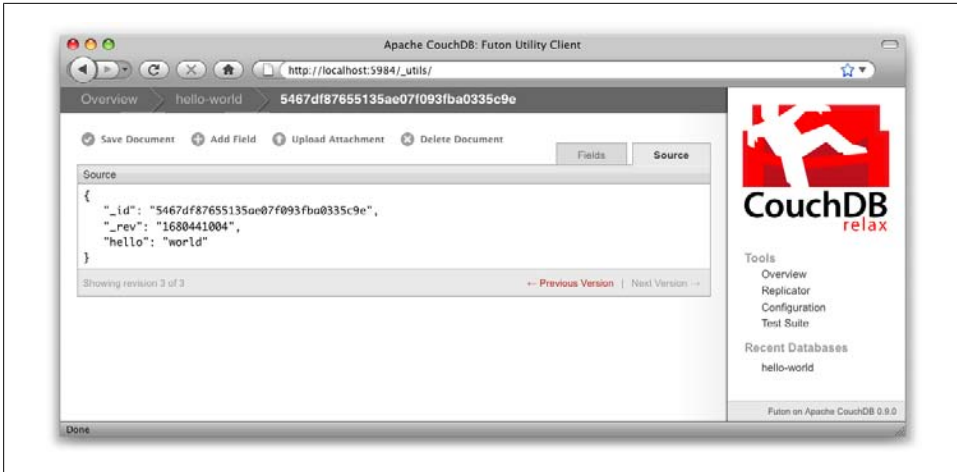 Apache CouchDB: Futon Utility Client
http://localhost:5984/_utils/
Overview hello-world 5467df87655135ae07f093fba0335c9e
Save Document Add Field Upload Attachment Delete Document
Fields Source
Source
{
"_id": "5467df87655135ae07f093fba0335c9e",
"_rev": "1680441004",
"hello": "world"
}
Showing revision 3 of 3 ← Previous Version | Next Version →
CouchDB
relax
Tools
Overview
Replicator
Configuration
Test Suite
Recent Databases
hello-world
Futon on Apache CouchDB 0.9.0
Done